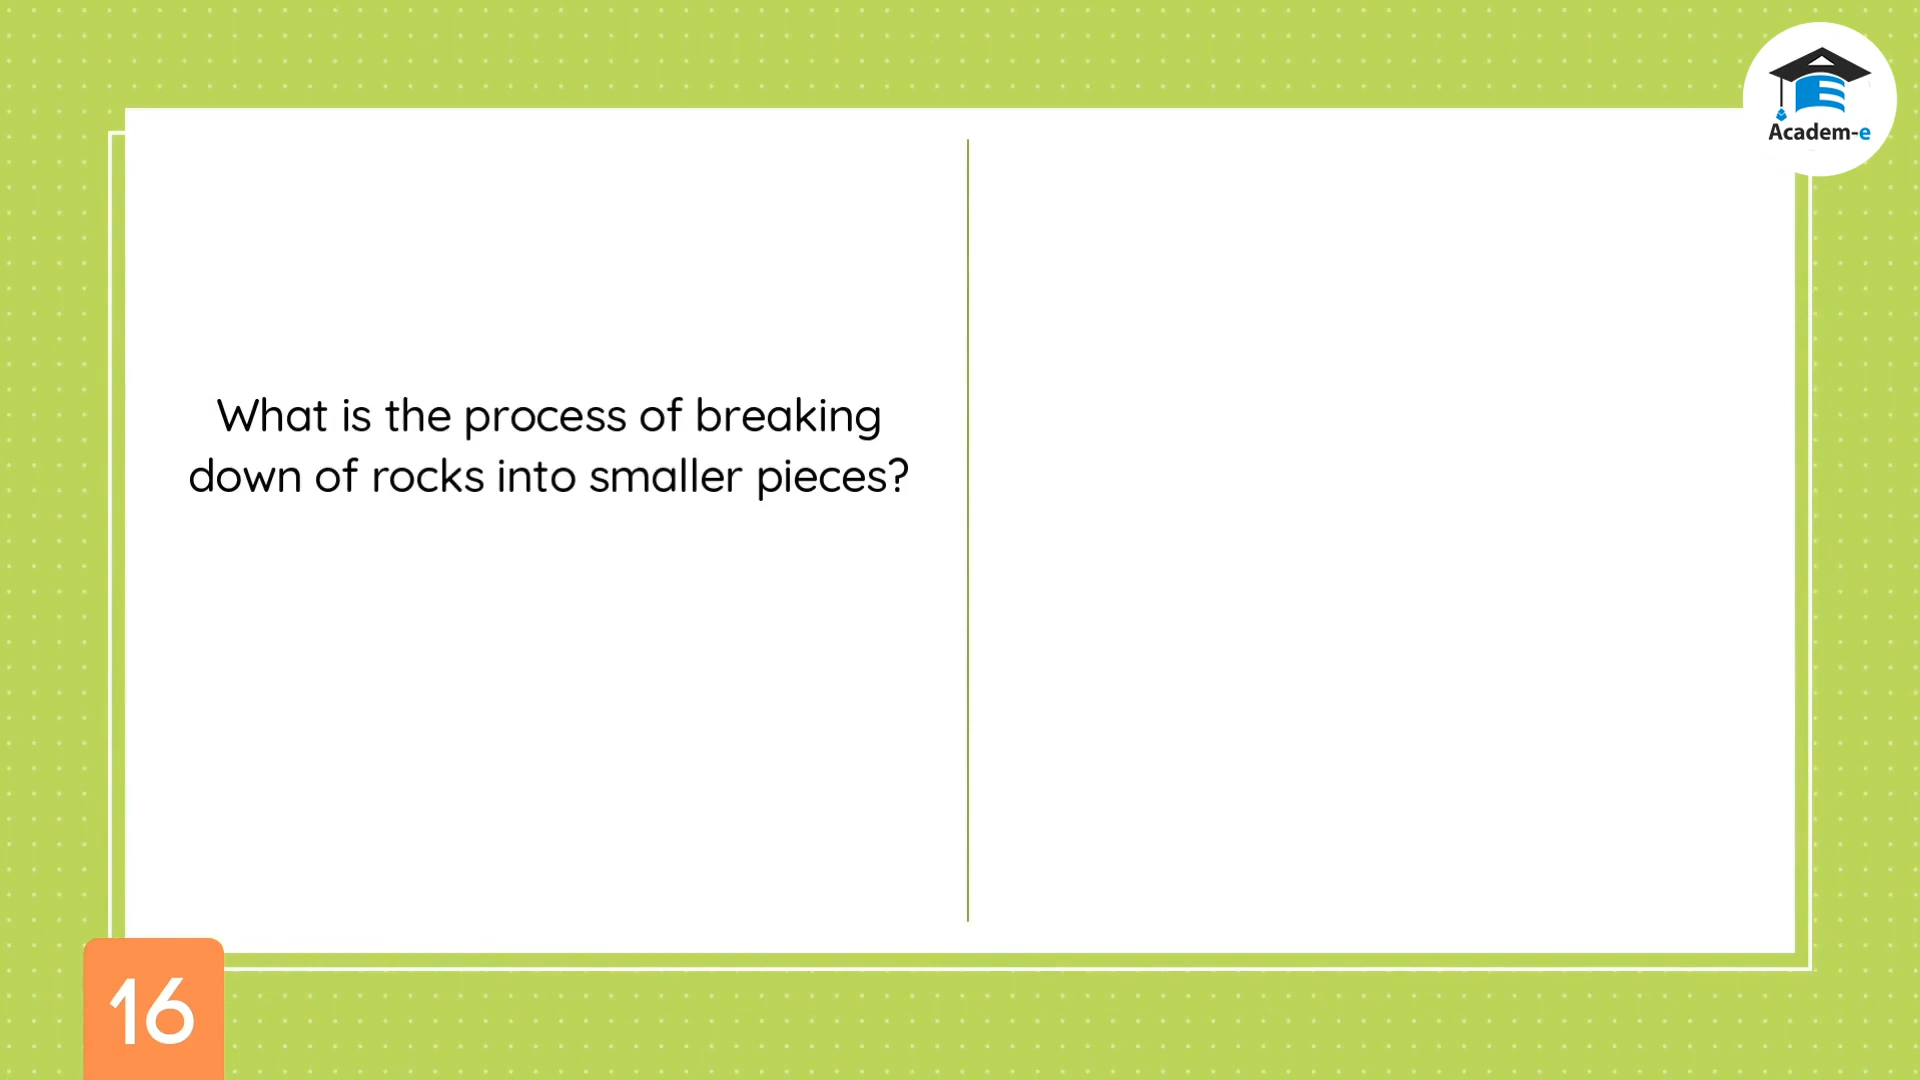 Academ-e
What is the process of breaking
down of rocks into smaller pieces?
16